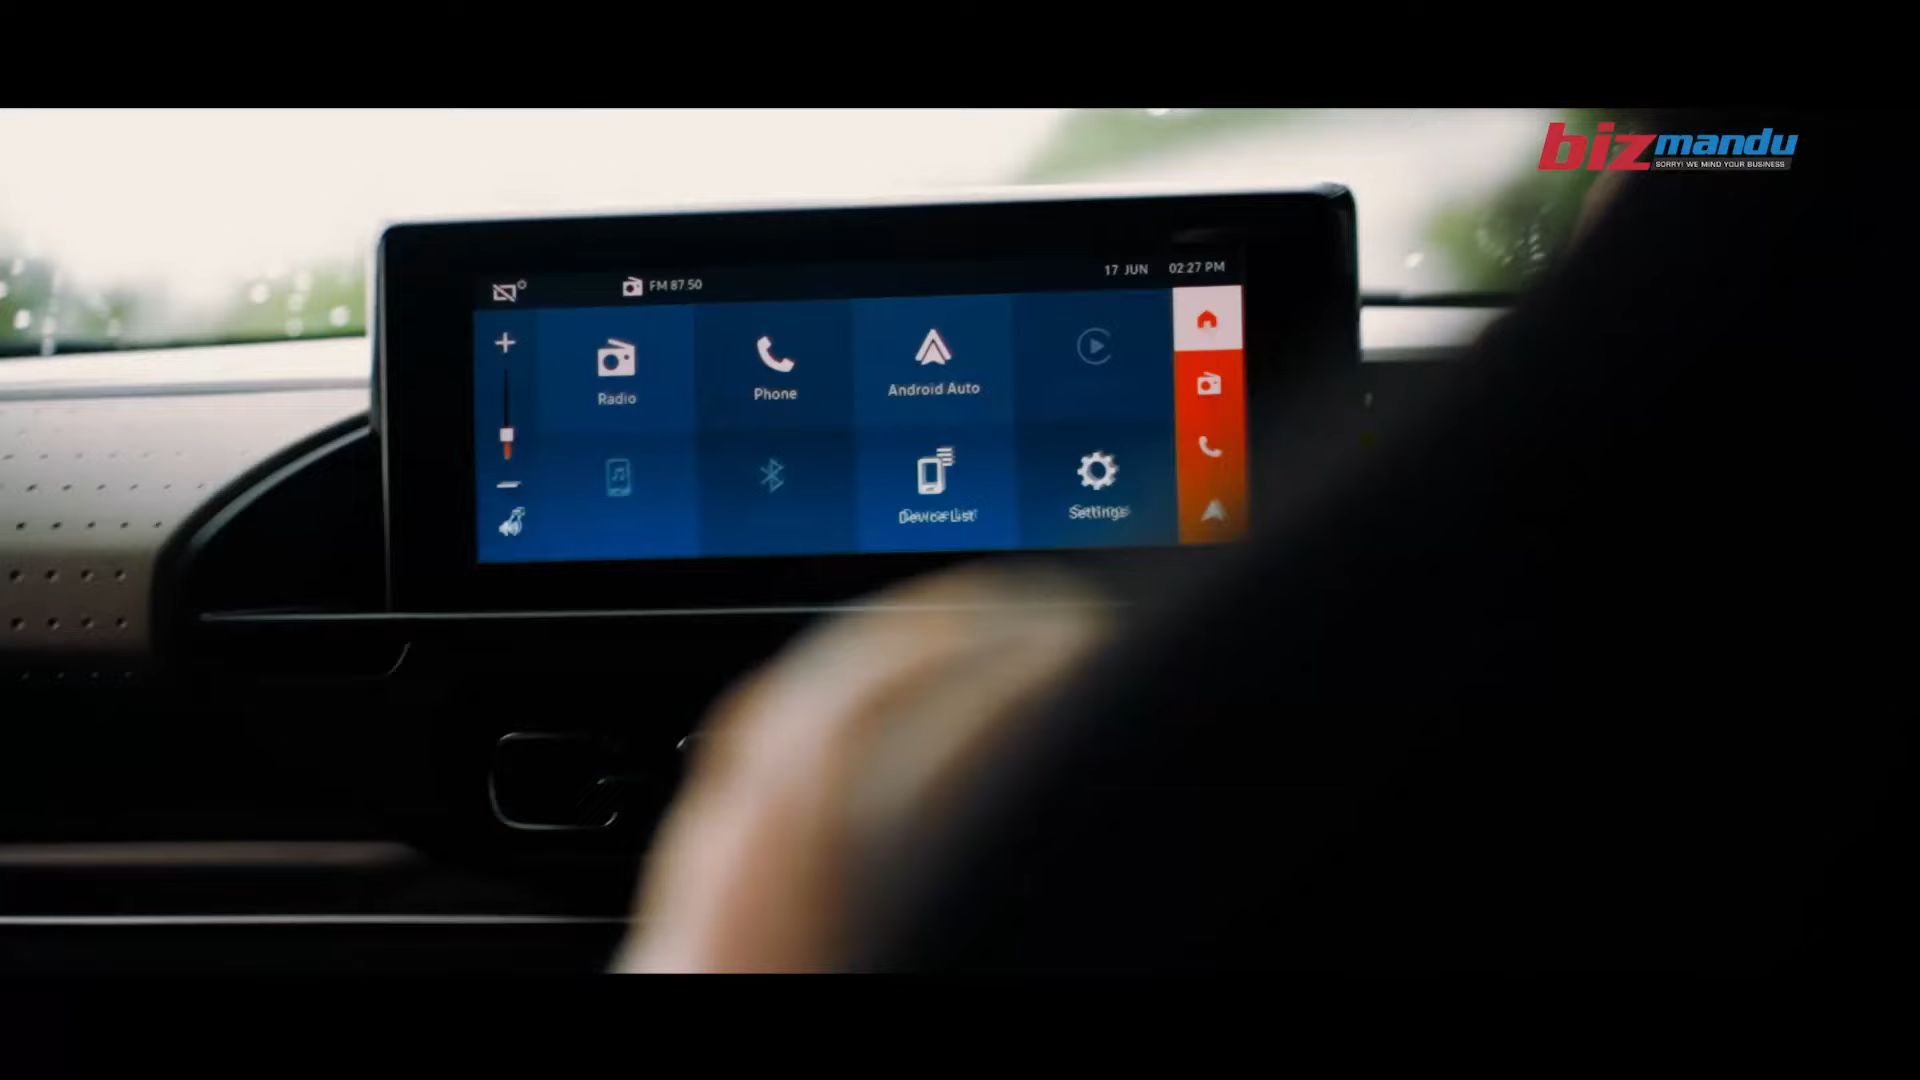 bizmandu
SORRY! WE MIND YOUR BUSINESS
FM 87.50
17 JUN 02:27 PM
Radio
Phone
Android Auto
Device List
Settings